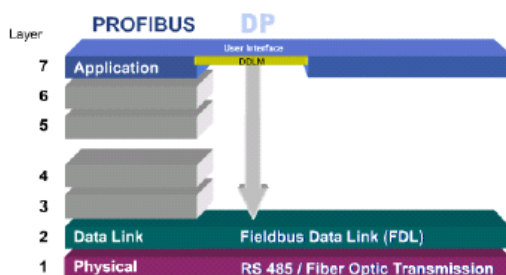 PROFIBUS DP
Layer
User Interface
DDLM
7 Application
6
5
4
3
2 Data Link Fieldbus Data Link (FDL)
1 Physical RS 485 / Fiber Optic Transmission